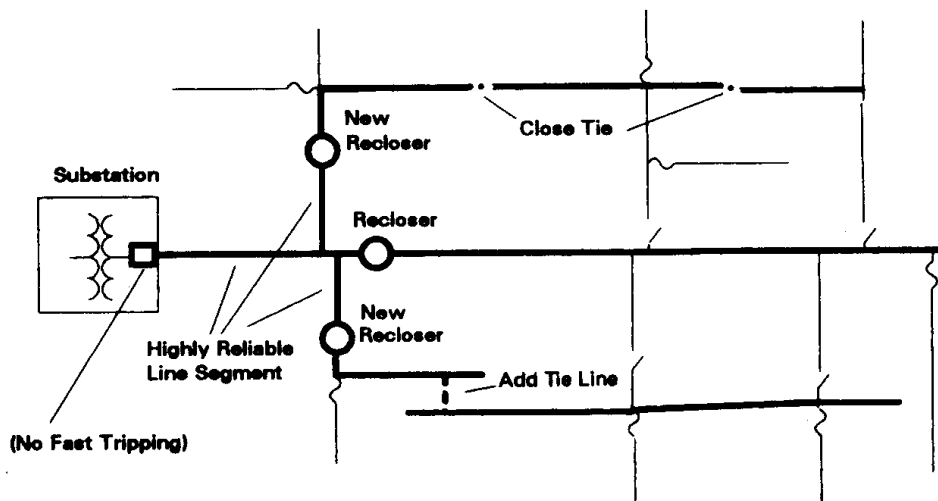 New
Recloser
Close Tie
Substation
Recloser
New
Recloser
Highly Reliable
Line Segment
Add Tie Line
(No Fast Tripping)